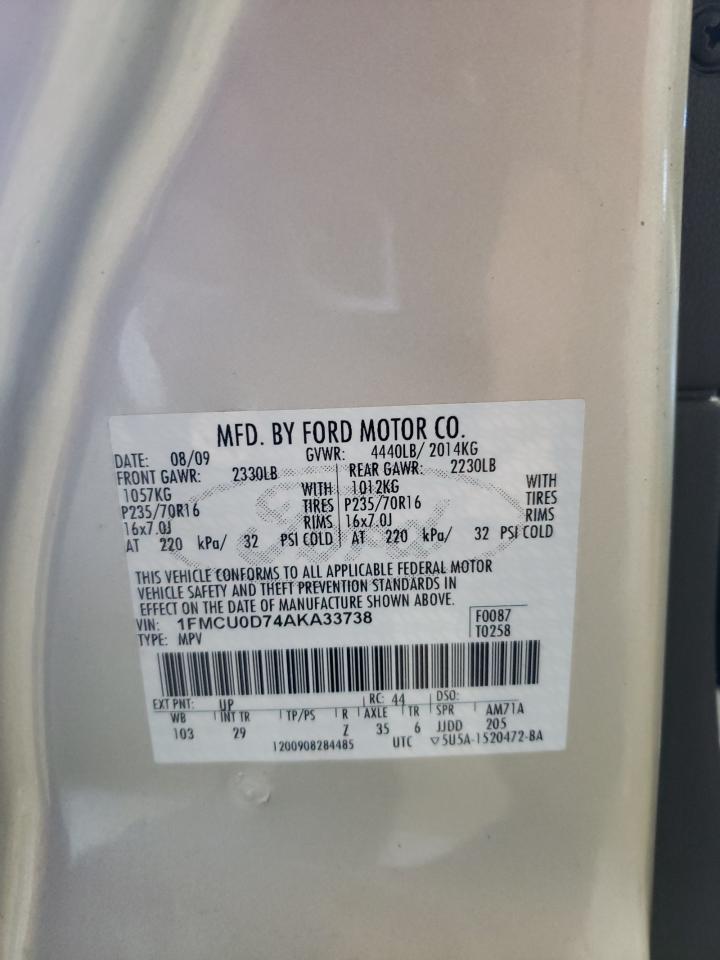 MFD. BY FORD MOTOR CO.
DATE: 08/09 GVWR: 4440LB/ 2014KG
FRONT GAWR: 2330LB REAR GAWR: 2230LB
1057KG WITH 1012KG WITH
P235/70R16 TIRES P235/70R16 TIRES
16x7.0J RIMS 16x7.0J RIMS
AT 220 kPa/ 32 PSI COLD AT 220 kPa/ 32 PSI COLD
Ford
THIS VEHICLE CONFORMS TO ALL APPLICABLE FEDERAL MOTOR
VEHICLE SAFETY AND THEFT PREVENTION STANDARDS IN
EFFECT ON THE DATE OF MANUFACTURE SHOWN ABOVE.
VIN: 1FMCU0D74AKA33738 F0087
TYPE: MPV T0258
EXT PNT: UP RC: 44 DSO:
WB INT TR TP/PS R AXLE TR SPR AM71A
103 29 Z 35 6 JJDD 205
1200908284485 UTC ▽5U5A-1520472-BA